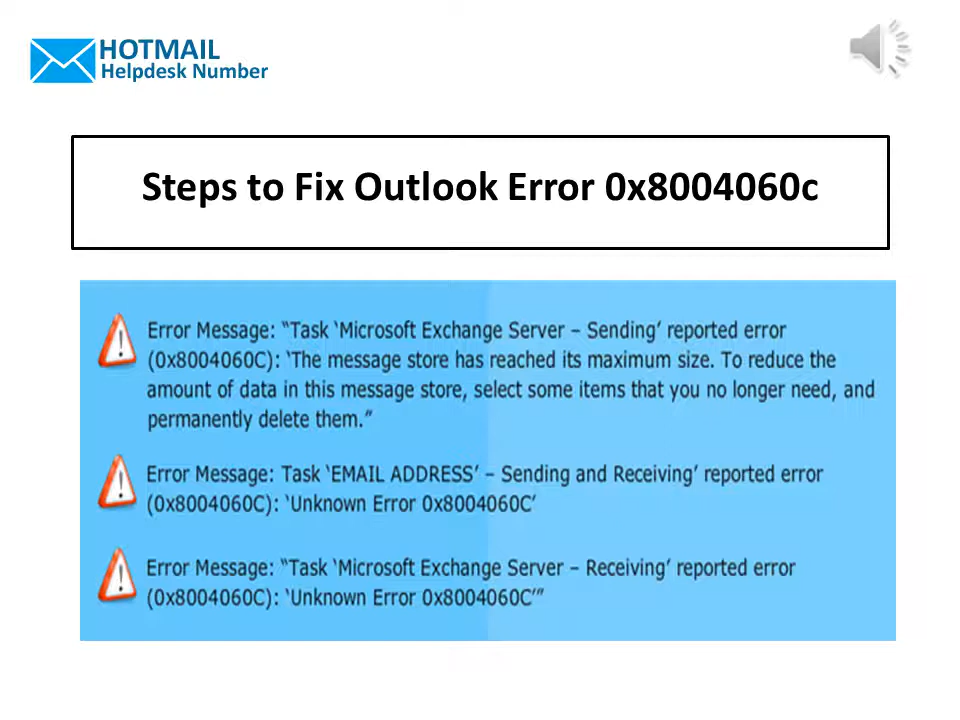 HOTMAIL
Helpdesk Number
Steps to Fix Outlook Error 0x8004060c
Error Message: “Task ‘Microsoft Exchange Server – Sending’ reported error
(0x8004060C): ‘The message store has reached its maximum size. To reduce the
amount of data in this message store, select some items that you no longer need, and
permanently delete them.”
Error Message: Task ‘EMAIL ADDRESS’ – Sending and Receiving’ reported error
(0x8004060C): ‘Unknown Error 0x8004060C’
Error Message: “Task ‘Microsoft Exchange Server – Receiving’ reported error
(0x8004060C): ‘Unknown Error 0x8004060C’”